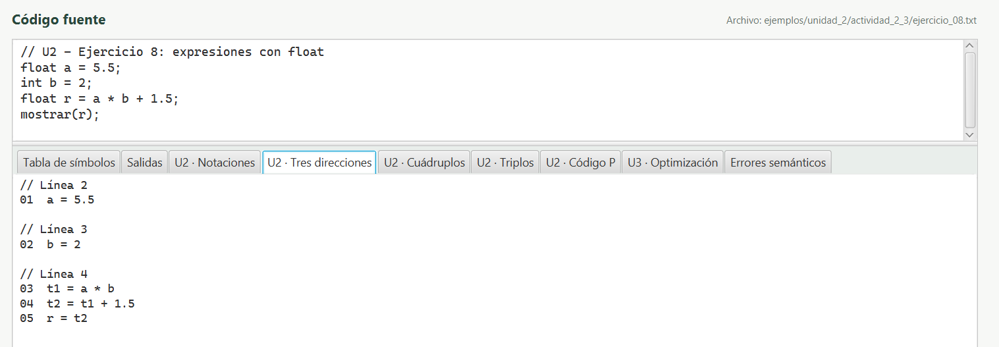 Código fuente
Archivo: ejemplos/unidad_2/actividad_2_3/ejercicio_08.txt
// U2 – Ejercicio 8: expresiones con float
float a = 5.5;
int b = 2;
float r = a * b + 1.5;
mostrar(r);
Tabla de símbolos
Salidas
U2 · Notaciones
U2 · Tres direcciones
U2 · Cuádruplos
U2 · Triplos
U2 · Código P
U3 · Optimización
Errores semánticos
// Línea 2
01  a = 5.5
// Línea 3
02  b = 2
// Línea 4
03  t1 = a * b
04  t2 = t1 + 1.5
05  r = t2